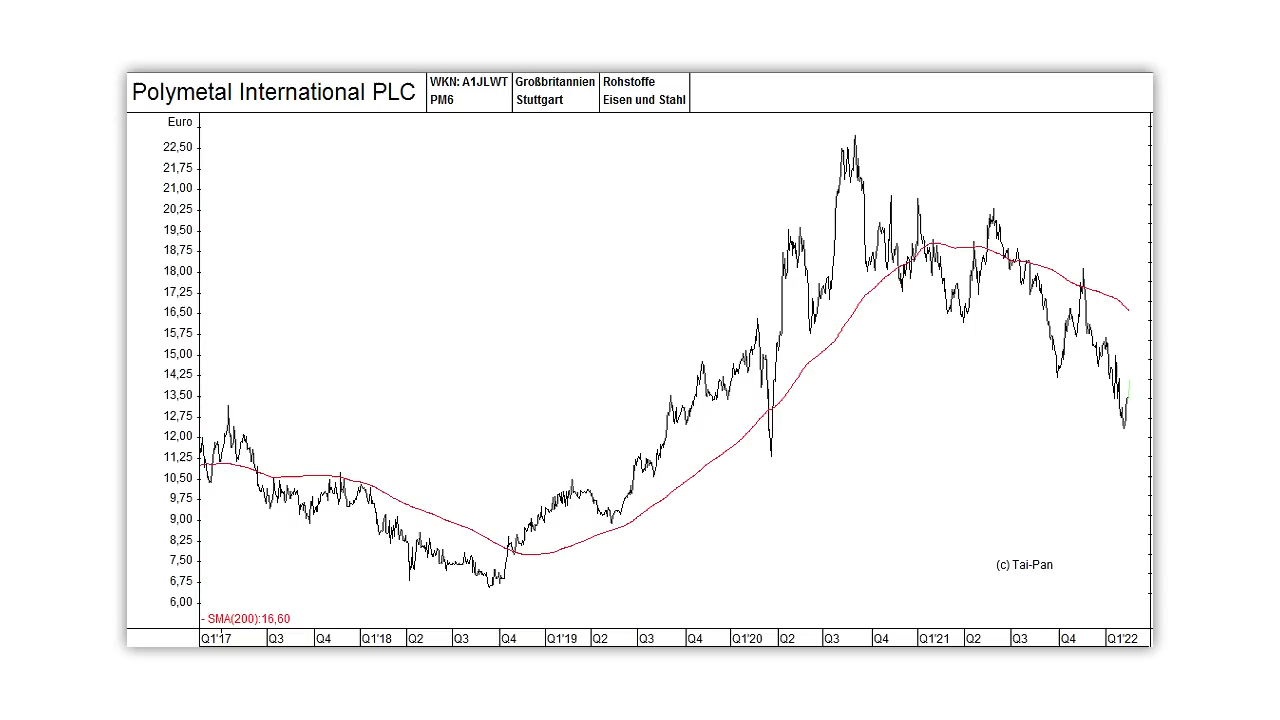 Polymetal International PLC
WKN: A1JLWT
PM6
Großbritannien
Stuttgart
Rohstoffe
Eisen und Stahl
Euro
22,50
21,75
21,00
20,25
19,50
18,75
18,00
17,25
16,50
15,75
15,00
14,25
13,50
12,75
12,00
11,25
10,50
9,75
9,00
8,25
7,50
6,75
6,00
(c) Tai-Pan
- SMA(200):16,60
Q1'17 Q3 Q4 Q1'18 Q2 Q3 Q4 Q1'19 Q2 Q3 Q4 Q1'20 Q2 Q3 Q4 Q1'21 Q2 Q3 Q4 Q1'22